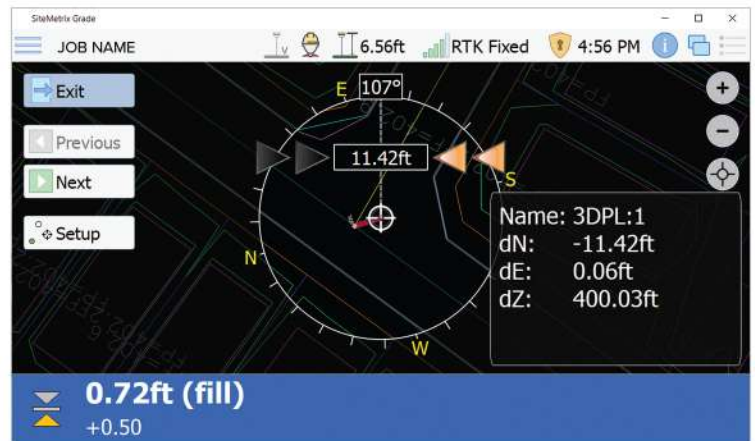 SiteMetrix Grade
JOB NAME
6.56ft
RTK Fixed
4:56 PM
Exit
Previous
Next
Setup
107°
11.42ft
E
S
N
W
Name: 3DPL:1
dN: -11.42ft
dE: 0.06ft
dZ: 400.03ft
0.72ft (fill)
+0.50